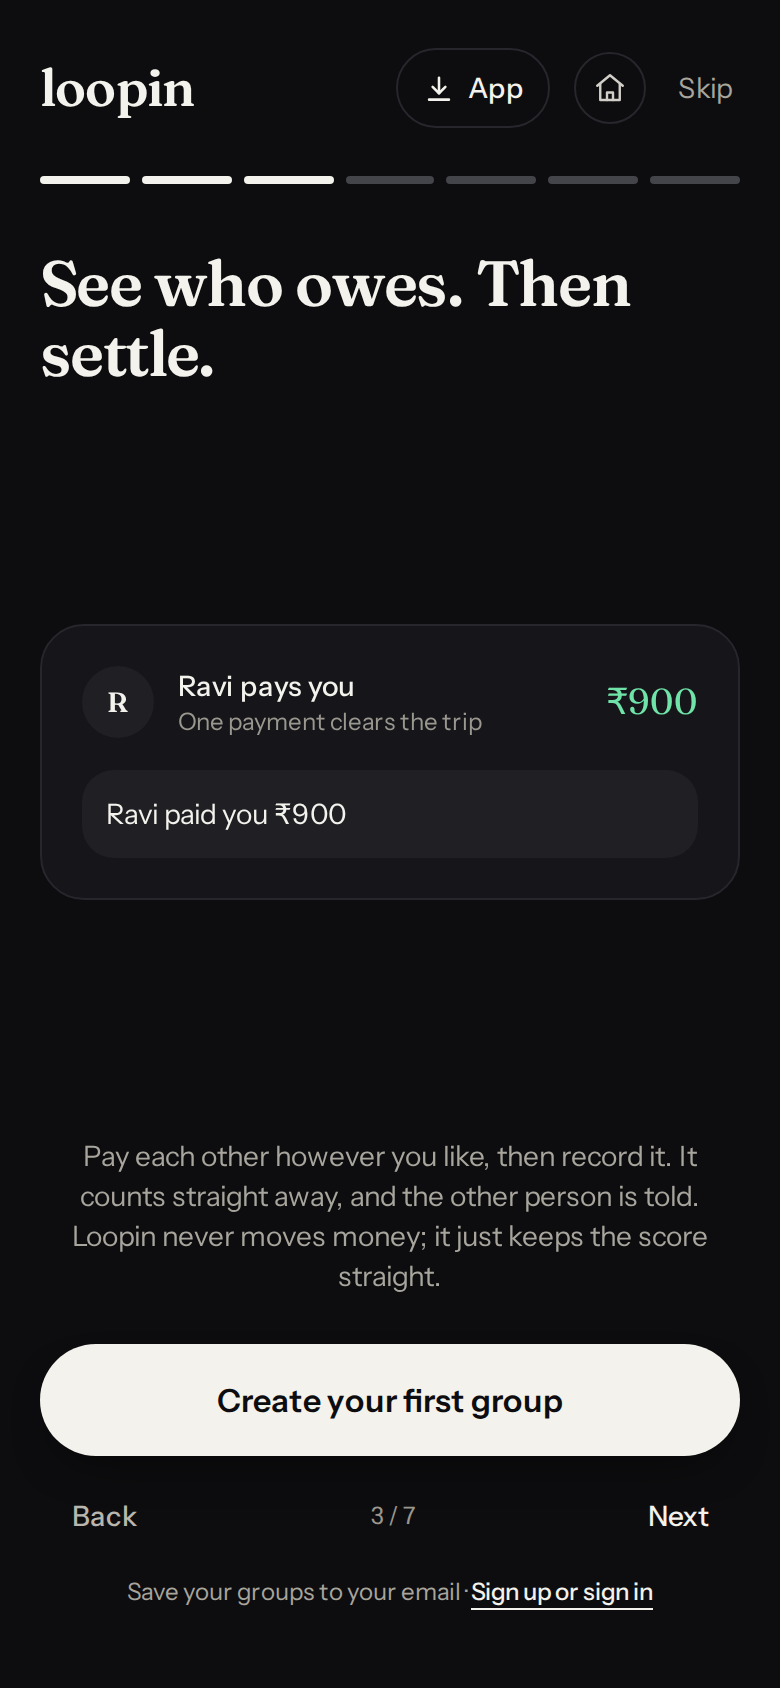 loopin
App
Skip
See who owes. Then
settle.
R
Ravi pays you
One payment clears the trip
₹900
Ravi paid you ₹900
Pay each other however you like, then record it. It
counts straight away, and the other person is told.
Loopin never moves money; it just keeps the score
straight.
Create your first group
Back
3 / 7
Next
Save your groups to your email · Sign up or sign in